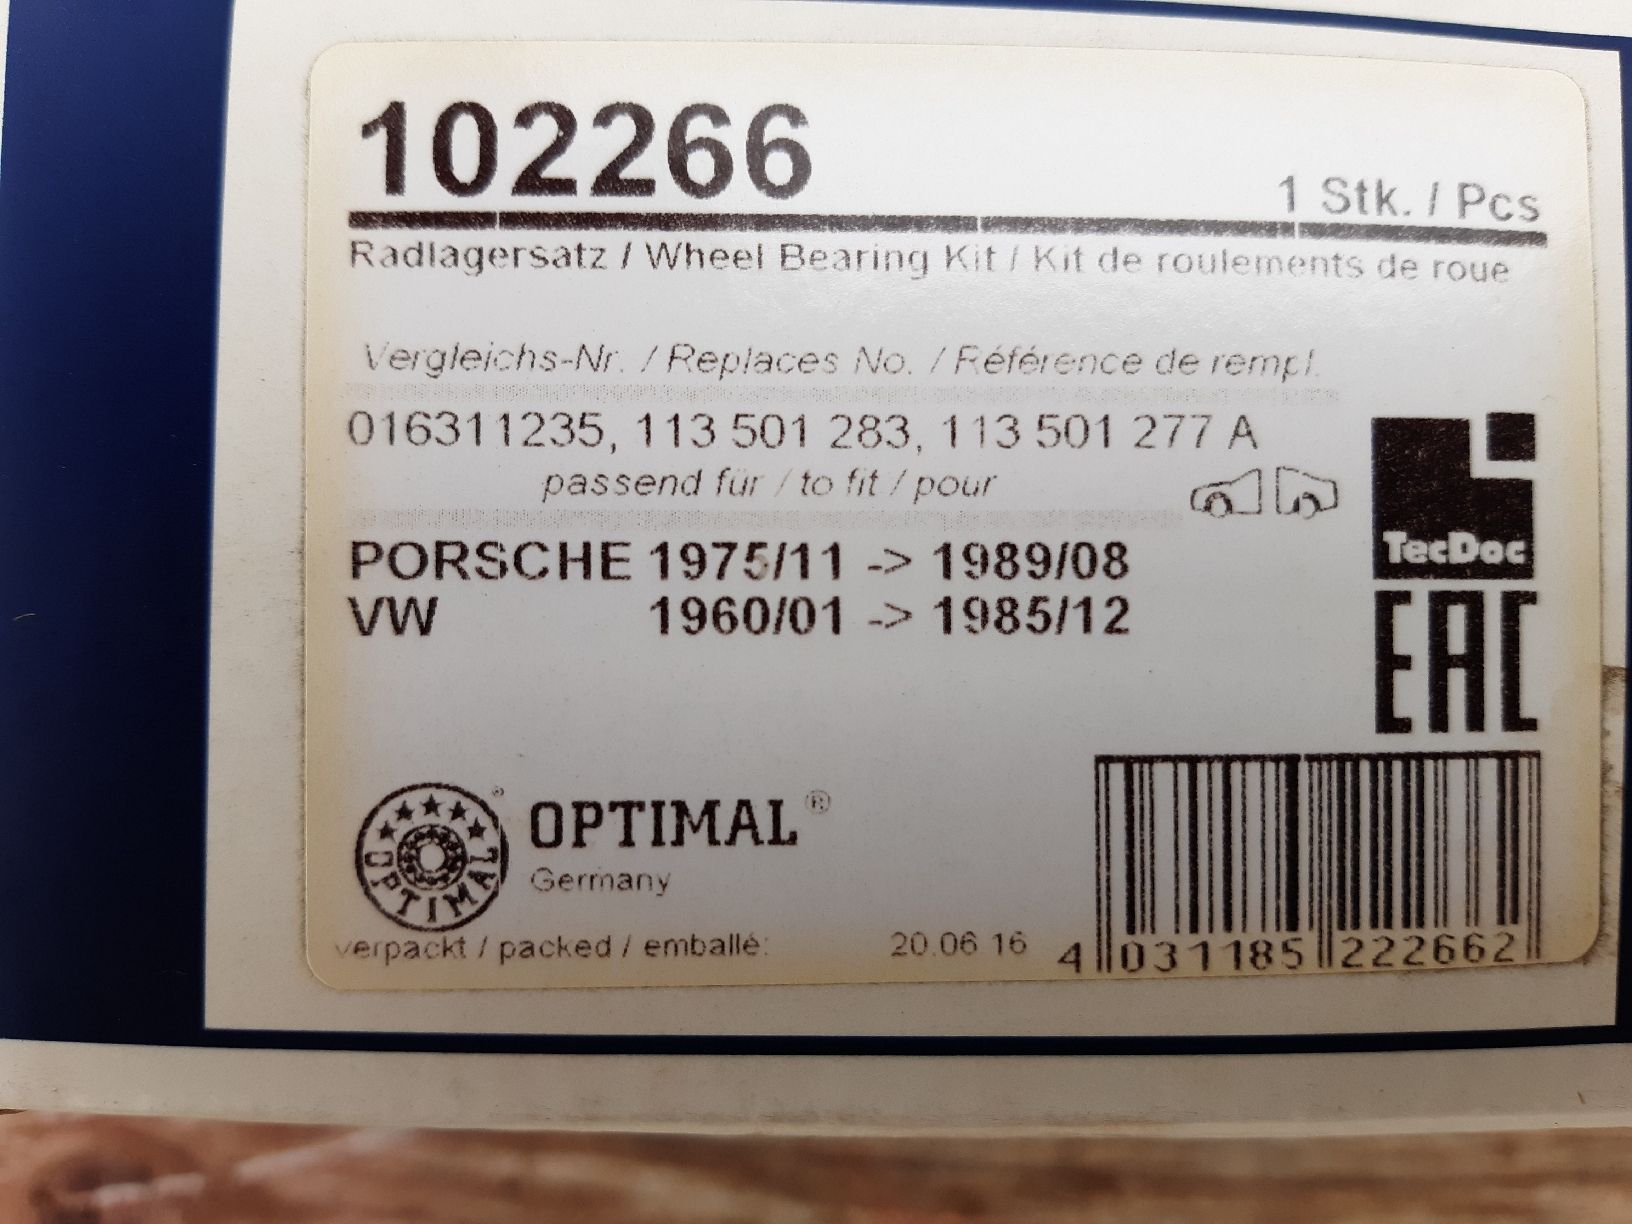 102266
1 Stk. / Pcs
Radlagersatz / Wheel Bearing Kit / Kit de roulements de roue
Vergleichs-Nr. / Replaces No. / Référence de rempl.
016311235, 113 501 283, 113 501 277 A
passend für / to fit / pour
TecDoc
PORSCHE 1975/11 -> 1989/08
VW 1960/01 -> 1985/12
EAC
OPTIMAL
OPTIMAL®
Germany
verpackt / packed / emballé: 20.06 16
4 031185 222662